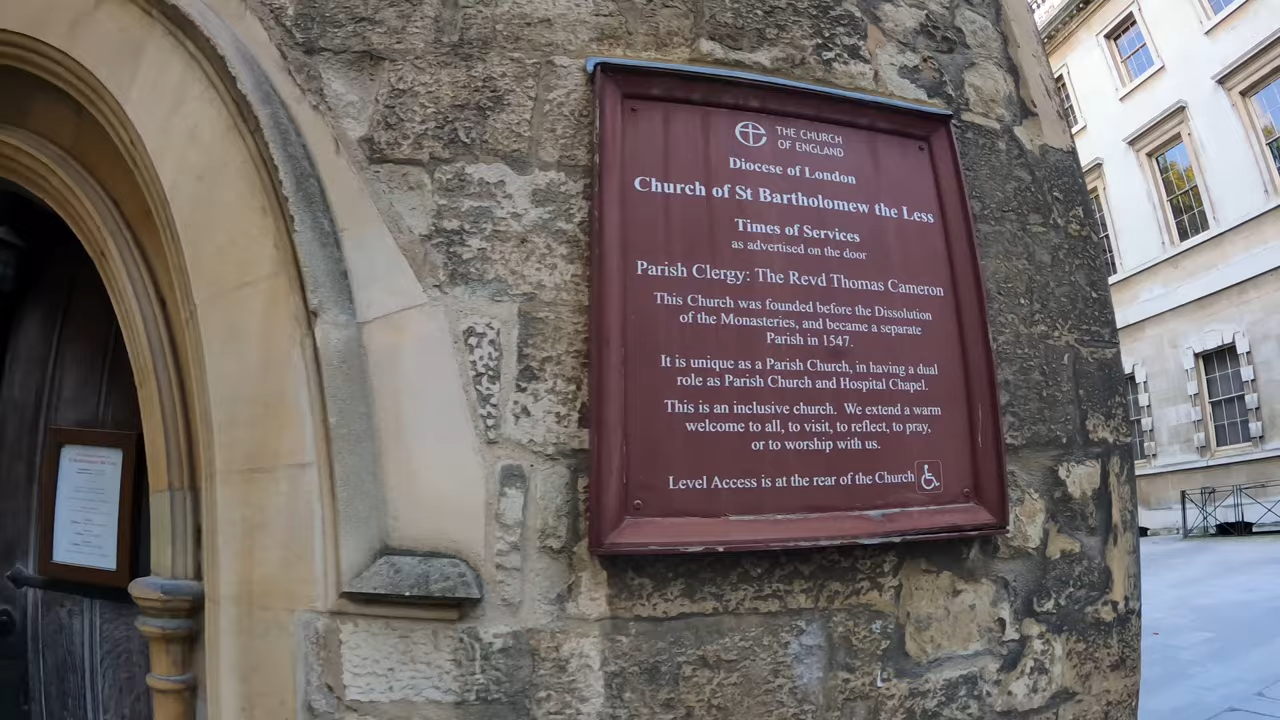 THE CHURCH
OF ENGLAND
Diocese of London
Church of St Bartholomew the Less
Times of Services
as advertised on the door
Parish Clergy: The Revd Thomas Cameron
This Church was founded before the Dissolution
of the Monasteries, and became a separate
Parish in 1547.
It is unique as a Parish Church, in having a dual
role as Parish Church and Hospital Chapel.
This is an inclusive church. We extend a warm
welcome to all, to visit, to reflect, to pray,
or to worship with us.
Level Access is at the rear of the Church